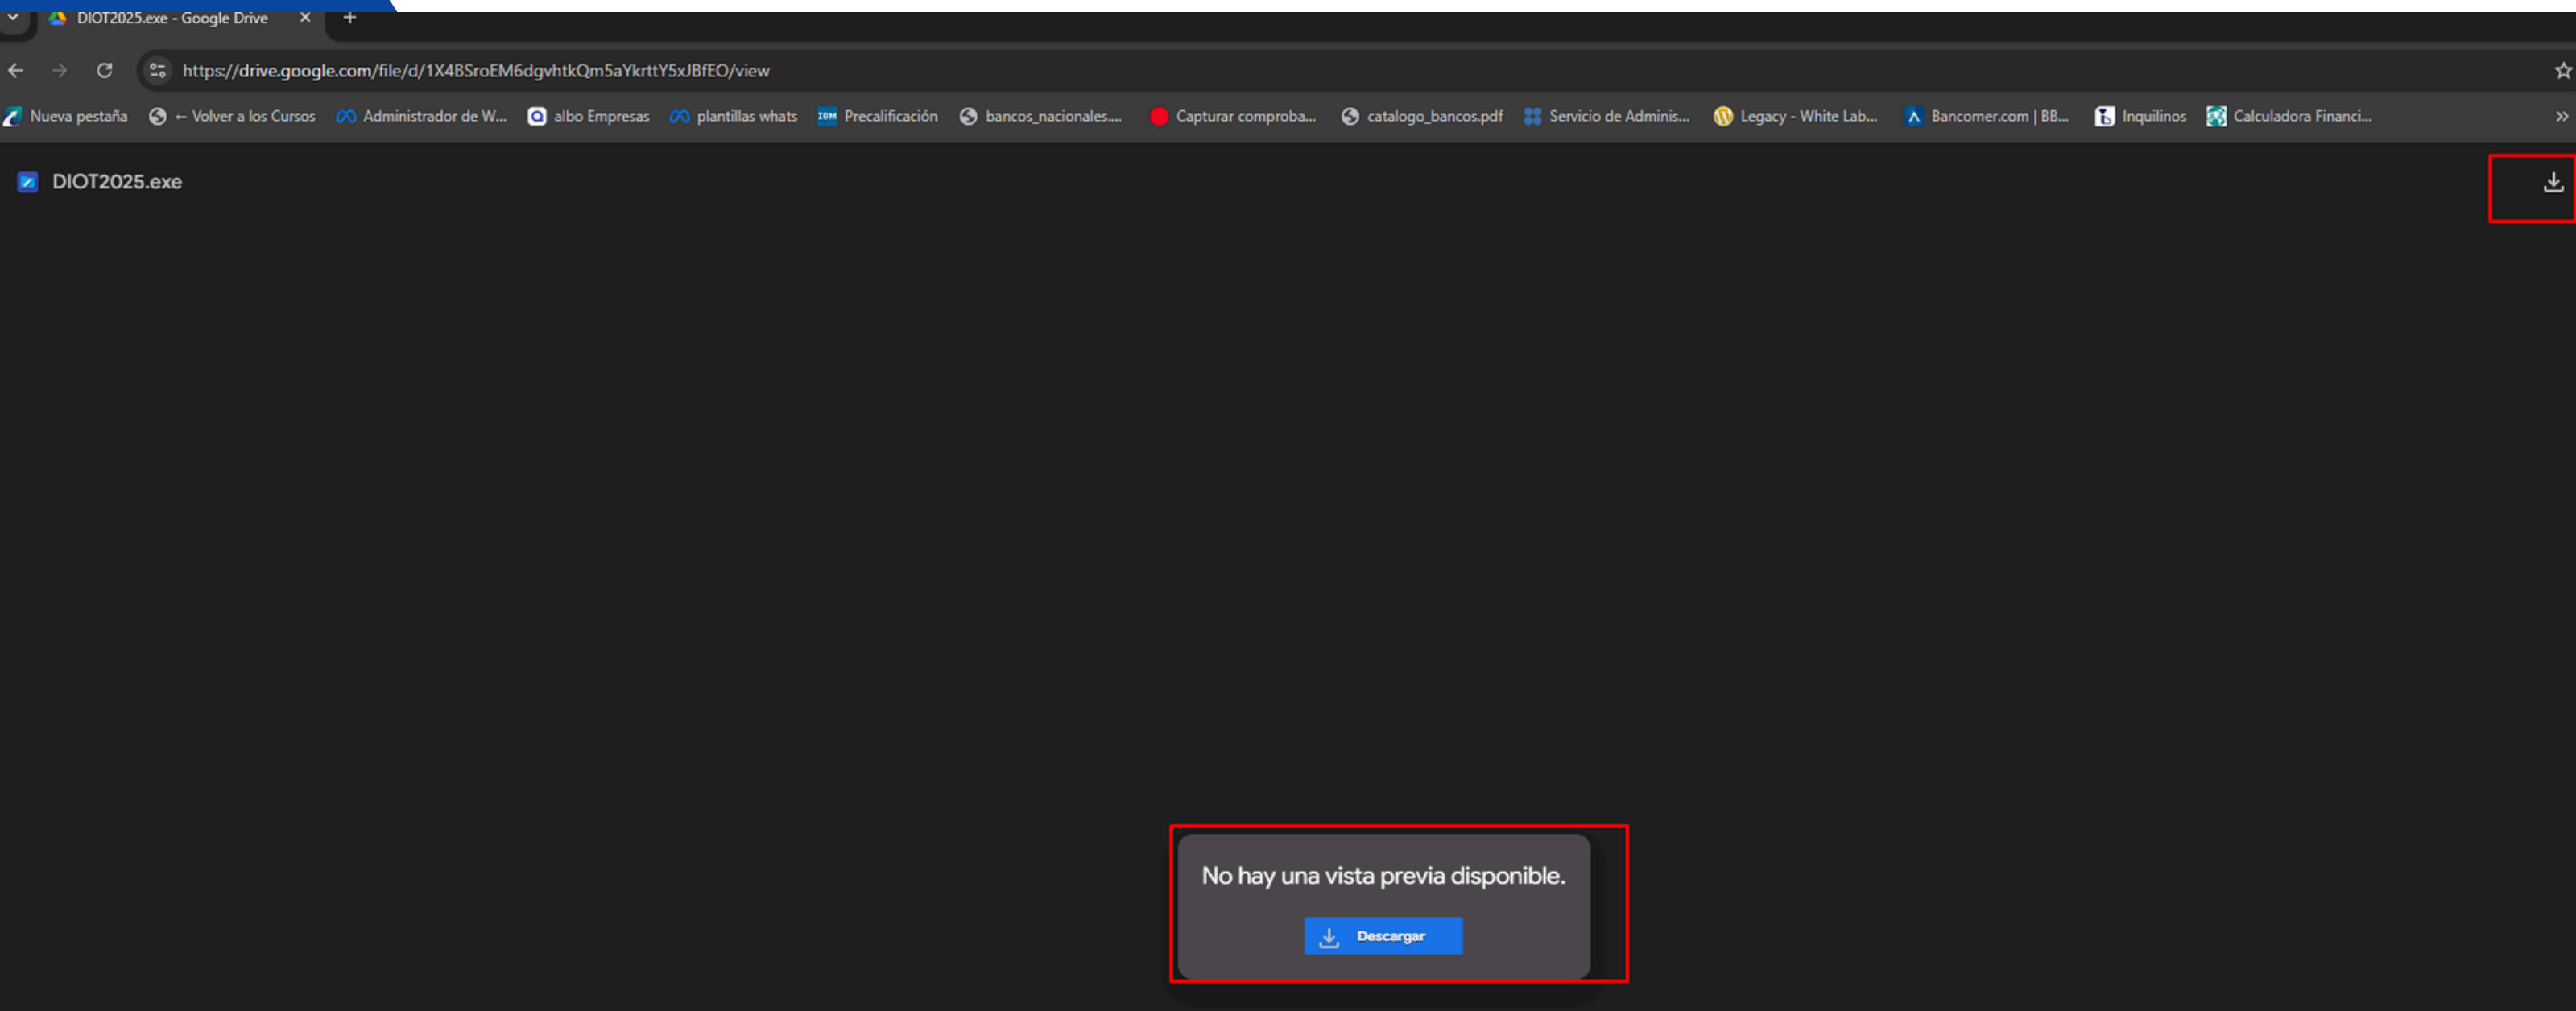 DIOT2025.exe - Google Drive
https://drive.google.com/file/d/1X4BSroEM6dgvhtkQm5aYkrttY5xJBfEO/view
Nueva pestaña ← Volver a los Cursos Administrador de W... albo Empresas plantillas whats IBM Precalificación bancos_nacionales.... Capturar comproba... catalogo_bancos.pdf Servicio de Adminis... Legacy - White Lab... Bancomer.com | BB... Inquilinos Calculadora Financi... »
DIOT2025.exe
No hay una vista previa disponible.
Descargar